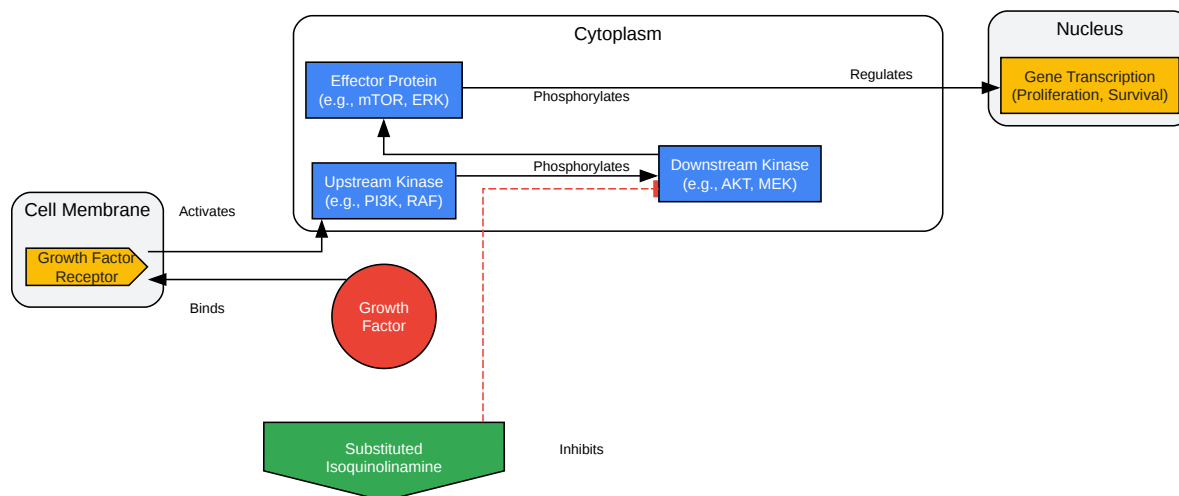 Cytoplasm
Nucleus
Effector Protein
(e.g., mTOR, ERK)
Phosphorylates
Regulates
Gene Transcription
(Proliferation, Survival)
Upstream Kinase
(e.g., PI3K, RAF)
Phosphorylates
Downstream Kinase
(e.g., AKT, MEK)
Cell Membrane
Activates
Growth Factor
Receptor
Binds
Growth
Factor
Substituted
Isoquinolinamine
Inhibits